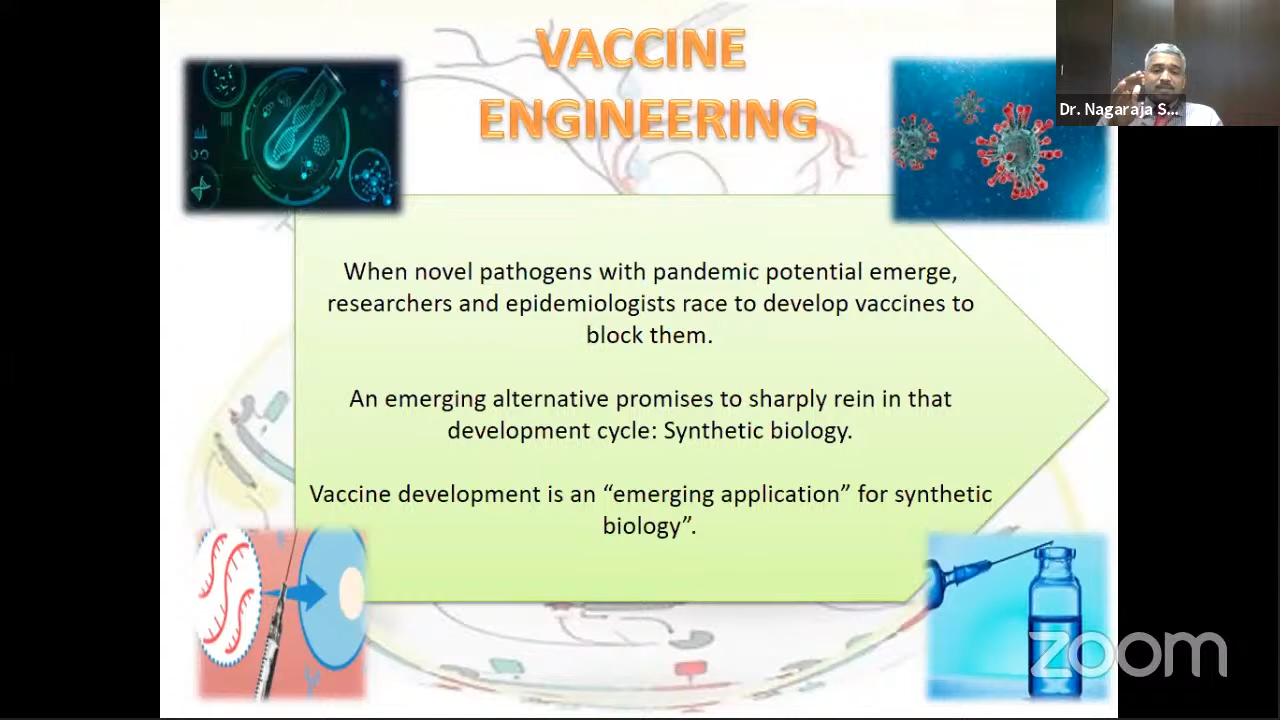 VACCINE
ENGINEERING
Dr. Nagaraja S...
When novel pathogens with pandemic potential emerge,
researchers and epidemiologists race to develop vaccines to
block them.
An emerging alternative promises to sharply rein in that
development cycle: Synthetic biology.
Vaccine development is an “emerging application” for synthetic
biology”.
zoom